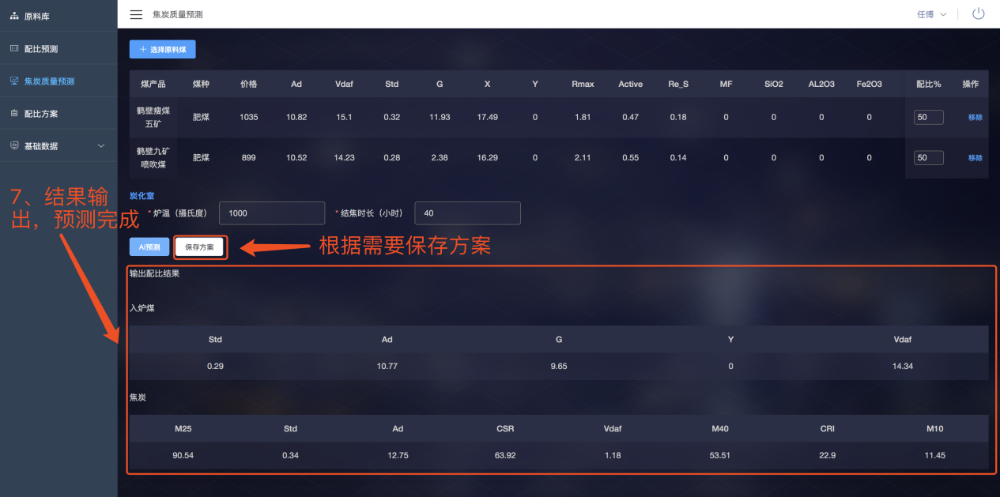 原料库
配比预测
焦炭质量预测
配比方案
基础数据
焦炭质量预测
任博
+ 选择原料煤
煤产品 煤种 价格 Ad Vdaf Std G X Y Rmax Active Re_S MF SiO2 AL2O3 Fe2O3 配比% 操作
鹤壁瘦煤
五矿
肥煤 1035 10.82 15.1 0.32 11.93 17.49 0 1.81 0.47 0.18 0 0 0 0 50 移除
鹤壁九矿
喷吹煤
肥煤 899 10.52 14.23 0.28 2.38 16.29 0 2.11 0.55 0.14 0 0 0 0 50 移除
炭化室
*炉温（摄氏度） 1000 *结焦时长（小时） 40
7、结果输
出，预测完成
AI预测 保存方案
根据需要保存方案
输出配比结果
入炉煤
Std Ad G Y Vdaf
0.29 10.77 9.65 0 14.34
焦炭
M25 Std Ad CSR Vdaf M40 CRI M10
90.54 0.34 12.75 63.92 1.18 53.51 22.9 11.45